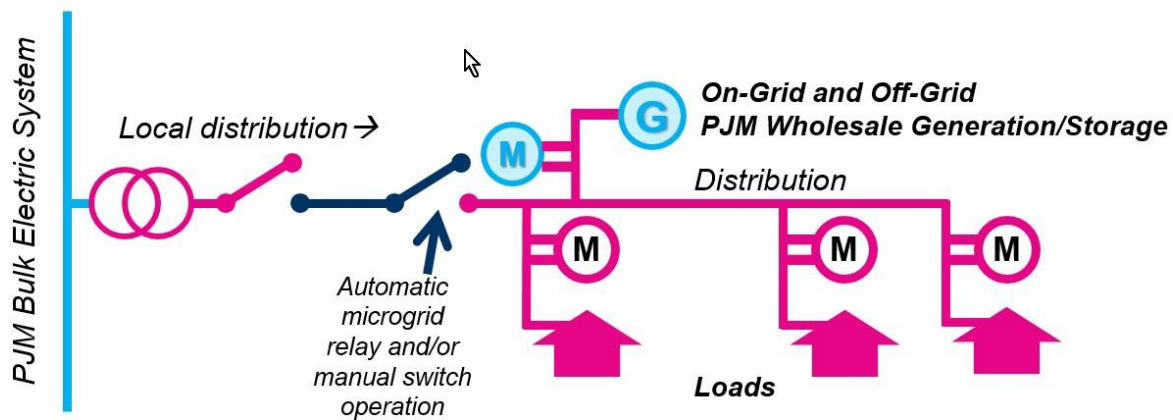 PJM Bulk Electric System
Local distribution →
M
G
On-Grid and Off-Grid
PJM Wholesale Generation/Storage
Distribution
M
M
M
Automatic
microgrid
relay and/or
manual switch
operation
Loads